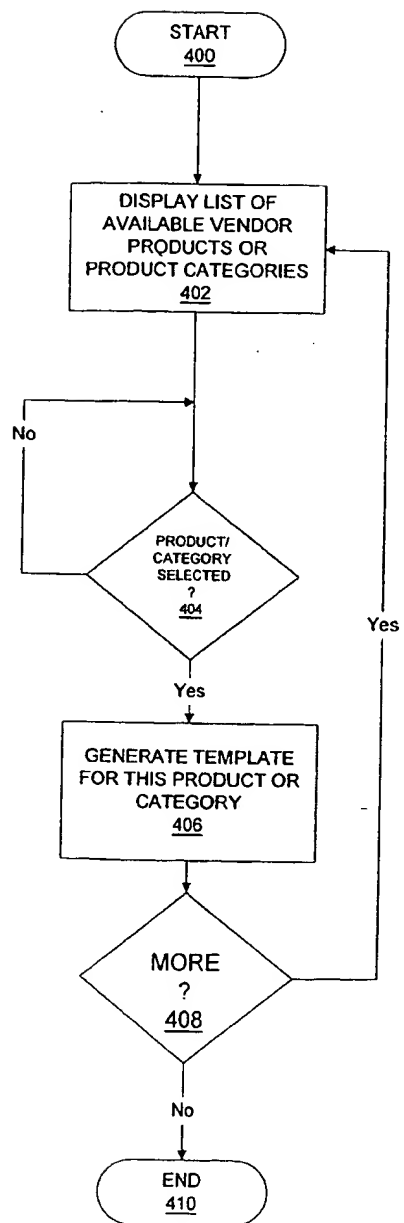 START
400
DISPLAY LIST OF
AVAILABLE VENDOR
PRODUCTS OR
PRODUCT CATEGORIES
402
No
PRODUCT/
CATEGORY
SELECTED
?
404
Yes
Yes
GENERATE TEMPLATE
FOR THIS PRODUCT OR
CATEGORY
406
MORE
?
408
No
END
410